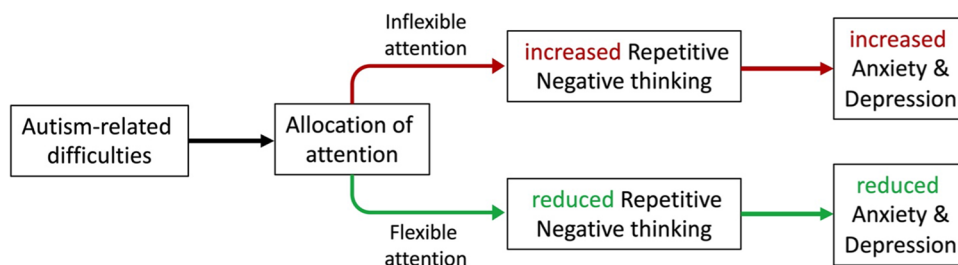 Autism-related
difficulties
Allocation of
attention
Inflexible
attention
increased Repetitive
Negative thinking
increased
Anxiety &
Depression
Flexible
attention
reduced Repetitive
Negative thinking
reduced
Anxiety &
Depression